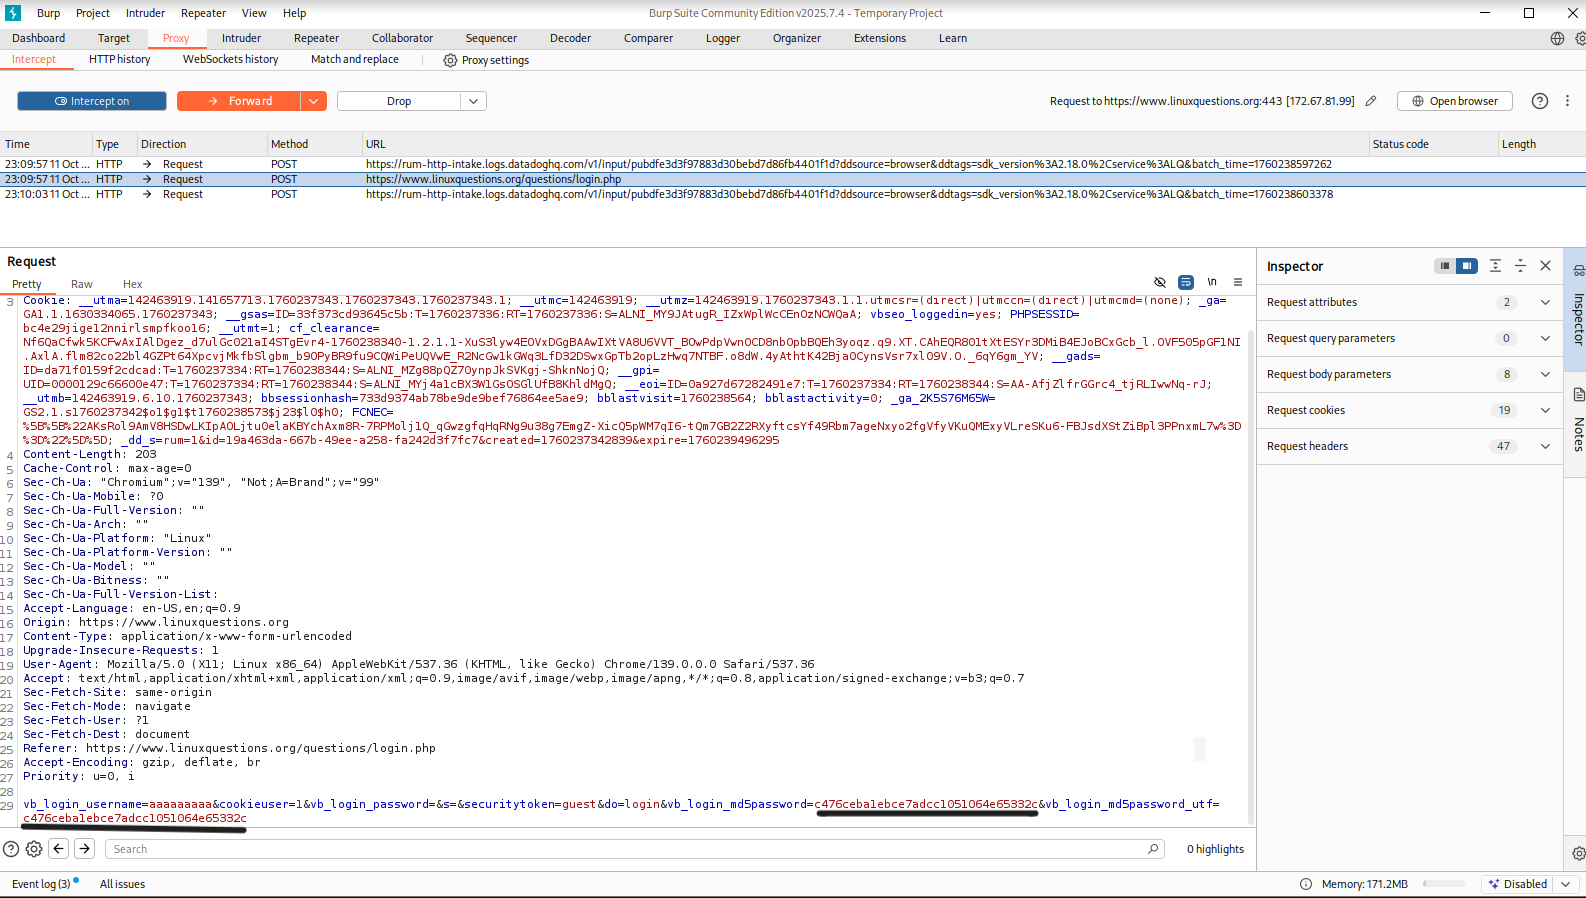 Burp Project Intruder Repeater View Help Burp Suite Community Edition v2025.7.4 - Temporary Project
Dashboard Target Proxy Intruder Repeater Collaborator Sequencer Decoder Comparer Logger Organizer Extensions Learn
Intercept HTTP history WebSockets history Match and replace Proxy settings
Intercept on Forward Drop Request to https://www.linuxquestions.org:443 [172.67.81.99] Open browser
Time Type Direction Method URL Status code Length
23:09:57 11 Oct ... HTTP → Request POST https://rum-http-intake.logs.datadoghq.com/v1/input/pubdfe3d3f97883d30bebd7d86fb4401f1d?ddsource=browser&ddtags=sdk_version%3A2.18.0%2Cservice%3ALQ&batch_time=1760238597262
23:09:57 11 Oct ... HTTP → Request POST https://www.linuxquestions.org/questions/login.php
23:10:03 11 Oct ... HTTP → Request POST https://rum-http-intake.logs.datadoghq.com/v1/input/pubdfe3d3f97883d30bebd7d86fb4401f1d?ddsource=browser&ddtags=sdk_version%3A2.18.0%2Cservice%3ALQ&batch_time=1760238603378
Request
Pretty Raw Hex \n
3 Cookie: __utma=142463919.141657713.1760237343.1760237343.1760237343.1; __utmc=142463919; __utmz=142463919.1760237343.1.1.utmcsr=(direct)|utmccn=(direct)|utmcmd=(none); _ga=
GA1.1.1630334065.1760237343; __gsas=ID=33f373cd93645c5b:T=1760237336:RT=1760237336:S=ALNI_MY9JAtugR_IZxWplWcCEnOzNCWQaA; vbseo_loggedin=yes; PHPSESSID=
bc4e29jige12nnirlsmpfkoo16; __utmt=1; cf_clearance=
Nf6QaCfwk5KCFwAxIAlDgez_d7ulGc021aI4STgEvr4-1760238340-1.2.1.1-XuS3lyw4EOVxDGgBAAwIXtVA8U6VVT_BOwPdpVwnOCD8nbOpbBQEh3yoqz.q9.XT.CAhEQR80ltXtESYr3DMiB4EJoBCxGcb_l.OVF505pGF1NI
.AxlA.flm82co22bl4GZPt64XpcvjMkfbSlgbm_b9OPyBR9fu9CQWiPeUQVwE_R2NcGw1kGWq3LfD32DSwxGpTb2opLzHwq7NTBF.o8dW.4yAthtK42Bja0CynsVsr7xl09V.O._6qY6gm_YV; __gads=
ID=da71f0159f2cdcad:T=1760237334:RT=1760238344:S=ALNI_MZg88pQZ70ynpJkSVKgj-ShknNojQ; __gpi=
UID=0000129c66600e47:T=1760237334:RT=1760238344:S=ALNI_MYj4a1cBX3WlGs0SGlUfB8KhldMgQ; __eoi=ID=0a927d67282491e7:T=1760237334:RT=1760238344:S=AA-AfjZlfrGGrc4_tjRLIwwNq-rJ;
__utmb=142463919.6.10.1760237343; bbsessionhash=733d9374ab78be9de9bef76864ee5ae9; bblastvisit=1760238564; bblastactivity=0; _ga_2K5S76M65W=
GS2.1.s1760237342$o1$g1$t1760238573$j23$l0$h0; FCNEC=
%5B%5B%22AKsRol9AmV8HSDwLKIpAOLjtu0elaKBYchAxm8R-7RPMolj1Q_qGwzgfqHqRNg9u38g7EmgZ-XicQ5pWM7qI6-tQm7GB2Z2RXyftcsYf49Rbm7ageNxyo2fgVfyVKuQMExyVLreSKu6-FBJsdXStZiBpl3PPnxmL7w%3D
%3D%22%5D%5D; _dd_s=rum=1&id=19a463da-667b-49ee-a258-fa242d3f7fc7&created=1760237342839&expire=1760239496295
4 Content-Length: 203
5 Cache-Control: max-age=0
6 Sec-Ch-Ua: "Chromium";v="139", "Not;A=Brand";v="99"
7 Sec-Ch-Ua-Mobile: ?0
8 Sec-Ch-Ua-Full-Version: ""
9 Sec-Ch-Ua-Arch: ""
10 Sec-Ch-Ua-Platform: "Linux"
11 Sec-Ch-Ua-Platform-Version: ""
12 Sec-Ch-Ua-Model: ""
13 Sec-Ch-Ua-Bitness: ""
14 Sec-Ch-Ua-Full-Version-List:
15 Accept-Language: en-US,en;q=0.9
16 Origin: https://www.linuxquestions.org
17 Content-Type: application/x-www-form-urlencoded
18 Upgrade-Insecure-Requests: 1
19 User-Agent: Mozilla/5.0 (X11; Linux x86_64) AppleWebKit/537.36 (KHTML, like Gecko) Chrome/139.0.0.0 Safari/537.36
20 Accept: text/html,application/xhtml+xml,application/xml;q=0.9,image/avif,image/webp,image/apng,*/*;q=0.8,application/signed-exchange;v=b3;q=0.7
21 Sec-Fetch-Site: same-origin
22 Sec-Fetch-Mode: navigate
23 Sec-Fetch-User: ?1
24 Sec-Fetch-Dest: document
25 Referer: https://www.linuxquestions.org/questions/login.php
26 Accept-Encoding: gzip, deflate, br
27 Priority: u=0, i
28
29 vb_login_username=aaaaaaaaa&cookieuser=1&vb_login_password=&s=&securitytoken=guest&do=login&vb_login_md5password=c476ceba1ebce7adcc1051064e65332c&vb_login_md5password_utf=
c476ceba1ebce7adcc1051064e65332c
Inspector
Request attributes 2
Request query parameters 0
Request body parameters 8
Request cookies 19
Request headers 47
Inspector
Notes
Search 0 highlights
Event log (3) All issues Memory: 171.2MB Disabled